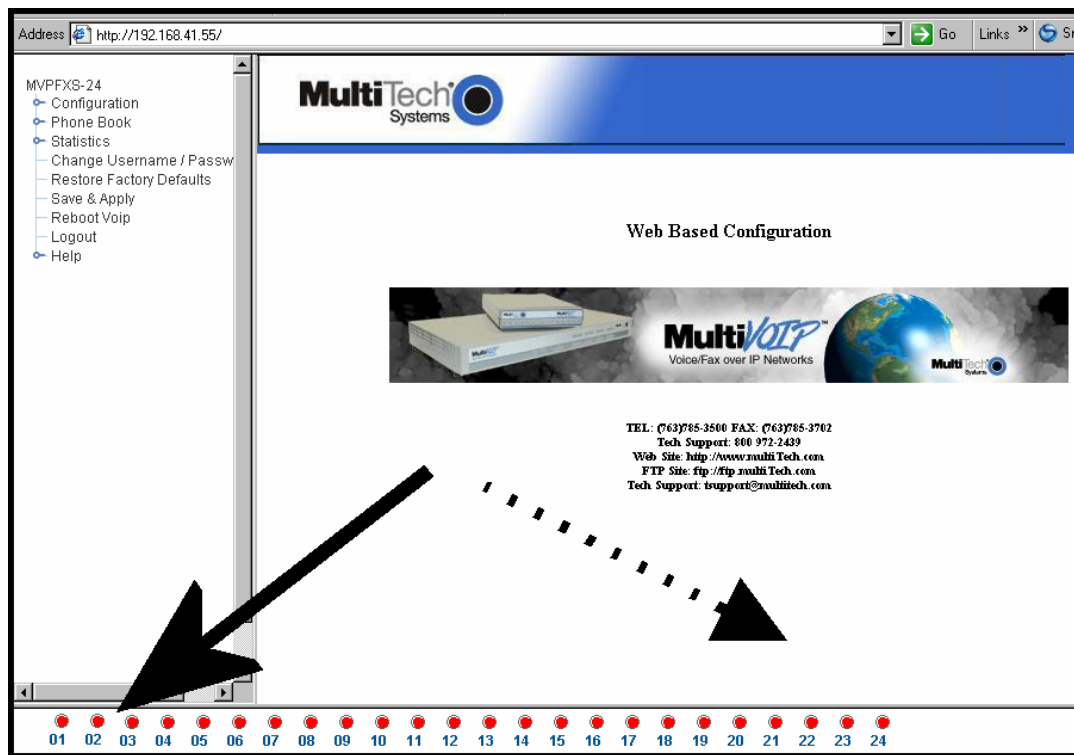 Address http://192.168.41.55/ Go Links »
MVPFXS-24
Configuration
Phone Book
Statistics
Change Username / Passw
Restore Factory Defaults
Save & Apply
Reboot Voip
Logout
Help
MultiTech
Systems
Web Based Configuration
MultiVOIP™
Voice/Fax over IP Networks
MultiTech
Systems
TEL: (763)785-3500 FAX: (763)785-3702
Tech Support: 800 972-2439
Web Site: http://www.multiTech.com
FTP Site: ftp://ftp.multiTech.com
Tech Support: tsupport@multiitech.com
01 02 03 04 05 06 07 08 09 10 11 12 13 14 15 16 17 18 19 20 21 22 23 24